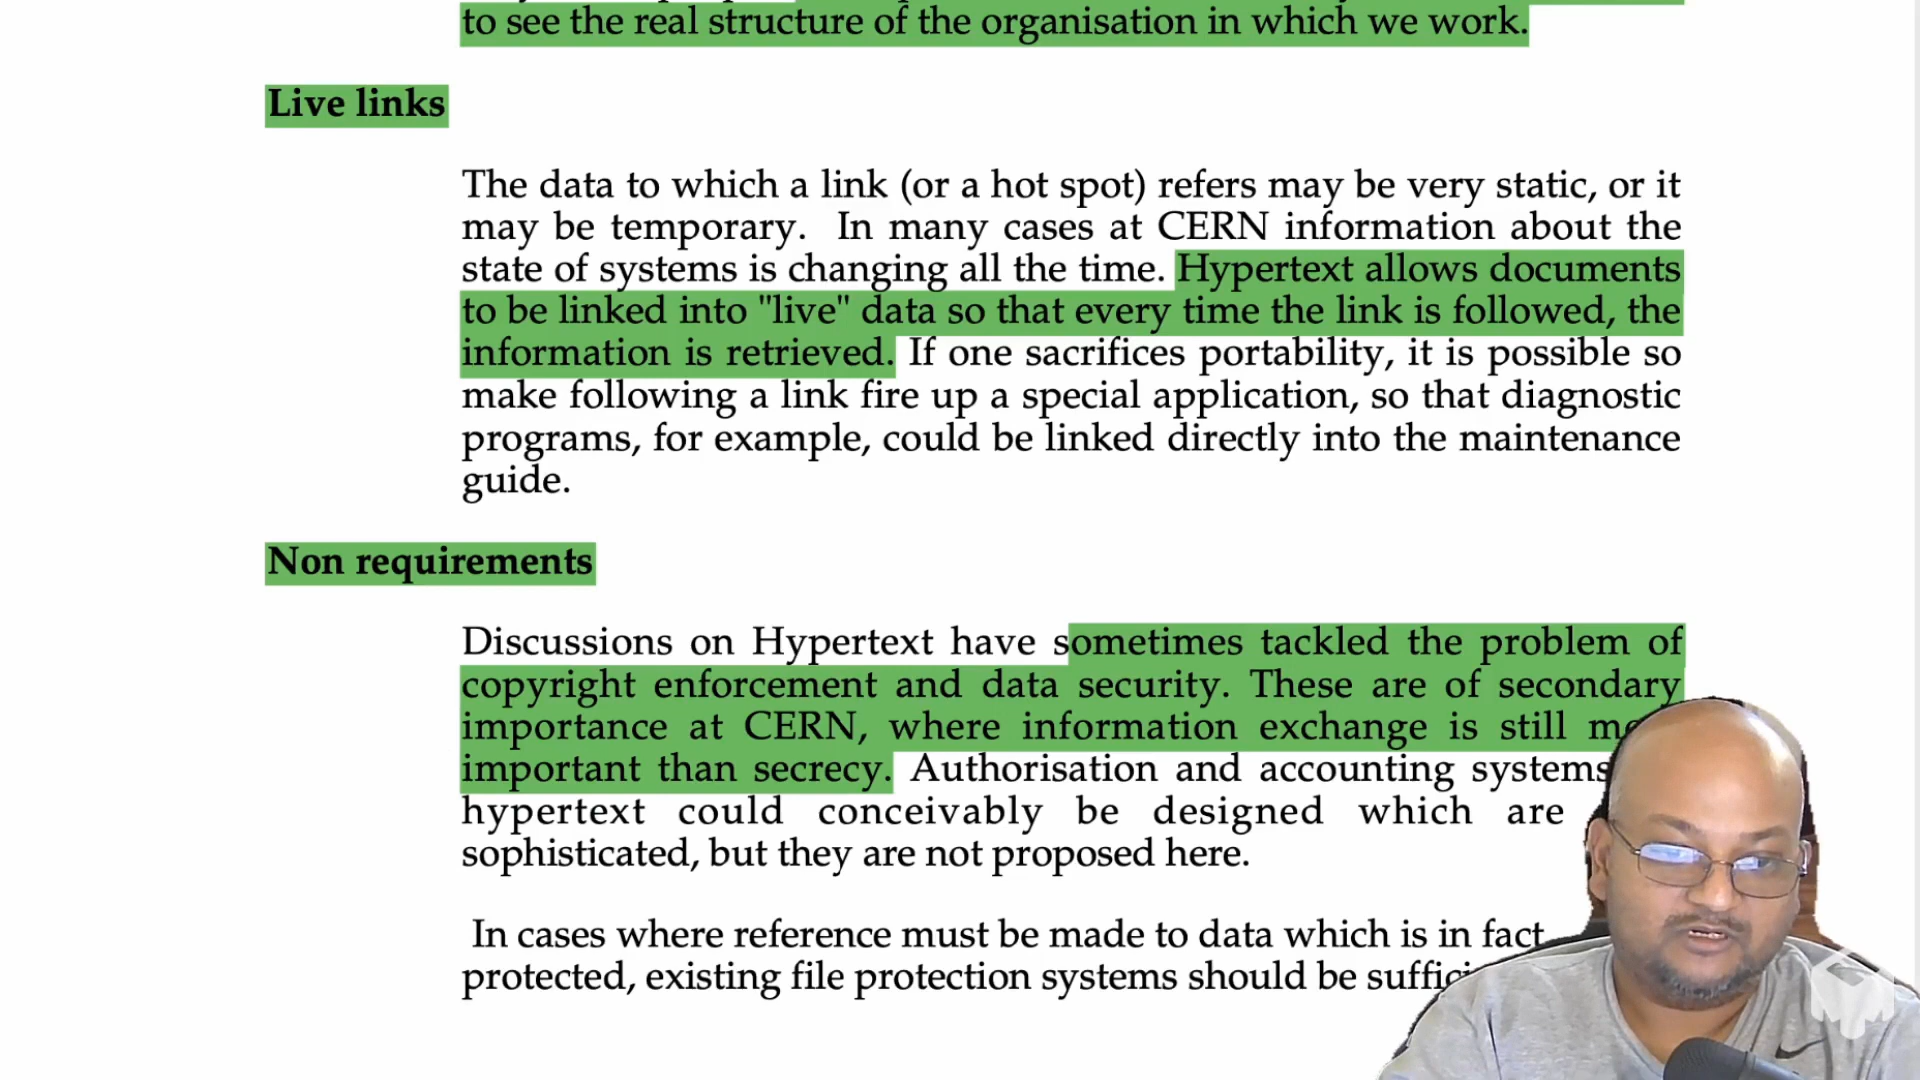 to see the real structure of the organisation in which we work.
Live links
The data to which a link (or a hot spot) refers may be very static, or it
may be temporary. In many cases at CERN information about the
state of systems is changing all the time. Hypertext allows documents
to be linked into "live" data so that every time the link is followed, the
information is retrieved. If one sacrifices portability, it is possible so
make following a link fire up a special application, so that diagnostic
programs, for example, could be linked directly into the maintenance
guide.
Non requirements
Discussions on Hypertext have sometimes tackled the problem of
copyright enforcement and data security. These are of secondary
importance at CERN, where information exchange is still
important than secrecy. Authorisation and accounting systems
hypertext could conceivably be designed which are
sophisticated, but they are not proposed here.
In cases where reference must be made to data which is in fact
protected, existing file protection systems should be